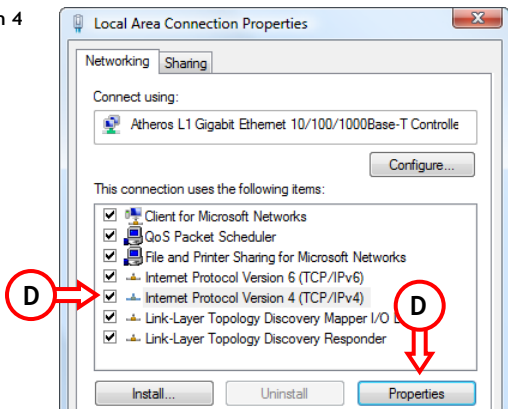 n 4
Local Area Connection Properties
Networking Sharing
Connect using:
Atheros L1 Gigabit Ethernet 10/100/1000Base-T Controlle
Configure...
This connection uses the following items:
Client for Microsoft Networks
QoS Packet Scheduler
File and Printer Sharing for Microsoft Networks
Internet Protocol Version 6 (TCP/IPv6)
D Internet Protocol Version 4 (TCP/IPv4) D
Link-Layer Topology Discovery Mapper I/O
Link-Layer Topology Discovery Responder
Install... Uninstall Properties